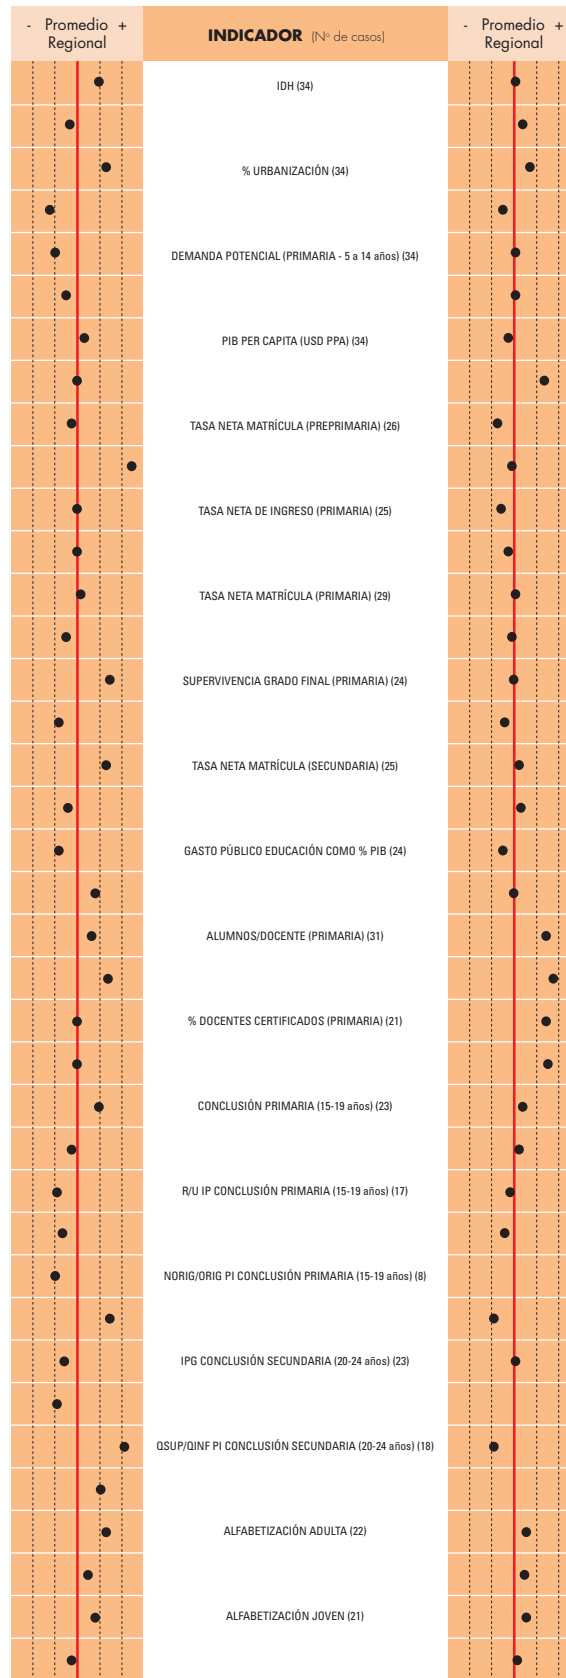 - Promedio +
Regional
INDICADOR (Nº de casos)
- Promedio +
Regional
IDH (34)
% URBANIZACIÓN (34)
DEMANDA POTENCIAL (PRIMARIA - 5 a 14 años) (34)
PIB PER CAPITA (USD PPA) (34)
TASA NETA MATRÍCULA (PREPRIMARIA) (26)
TASA NETA DE INGRESO (PRIMARIA) (25)
TASA NETA MATRÍCULA (PRIMARIA) (29)
SUPERVIVENCIA GRADO FINAL (PRIMARIA) (24)
TASA NETA MATRÍCULA (SECUNDARIA) (25)
GASTO PÚBLICO EDUCACIÓN COMO % PIB (24)
ALUMNOS/DOCENTE (PRIMARIA) (31)
% DOCENTES CERTIFICADOS (PRIMARIA) (21)
CONCLUSIÓN PRIMARIA (15-19 años) (23)
R/U IP CONCLUSIÓN PRIMARIA (15-19 años) (17)
NORIG/ORIG PI CONCLUSIÓN PRIMARIA (15-19 años) (8)
IPG CONCLUSIÓN SECUNDARIA (20-24 años) (23)
QSUP/QINF PI CONCLUSIÓN SECUNDARIA (20-24 años) (18)
ALFABETIZACIÓN ADULTA (22)
ALFABETIZACIÓN JOVEN (21)